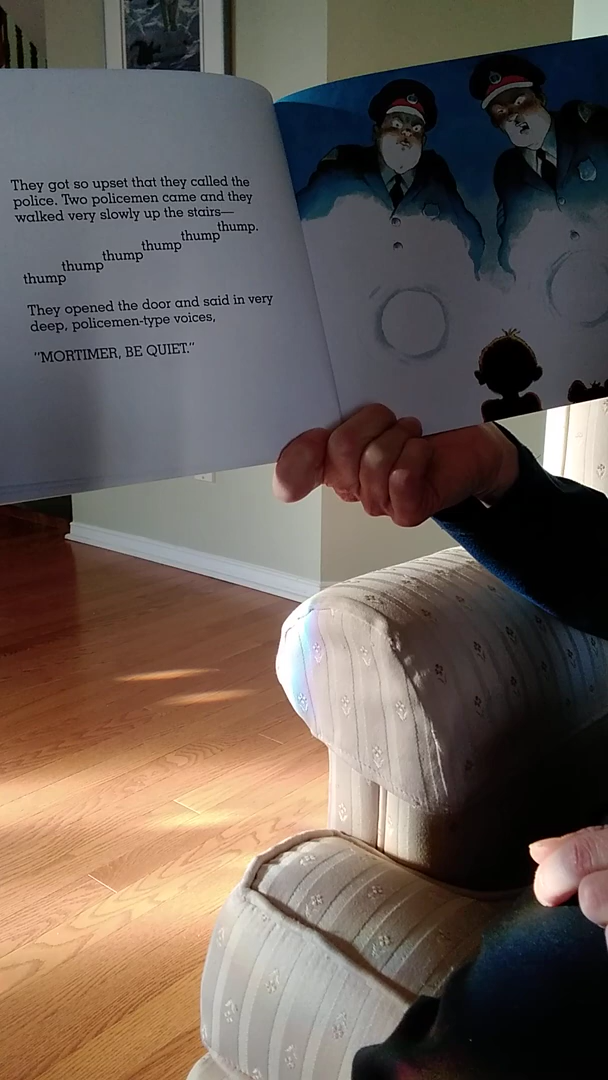 They got so upset that they called the
police. Two policemen came and they
walked very slowly up the stairs—
thump thump thump thump thump thump.
They opened the door and said in very
deep, policemen-type voices,
"MORTIMER, BE QUIET."